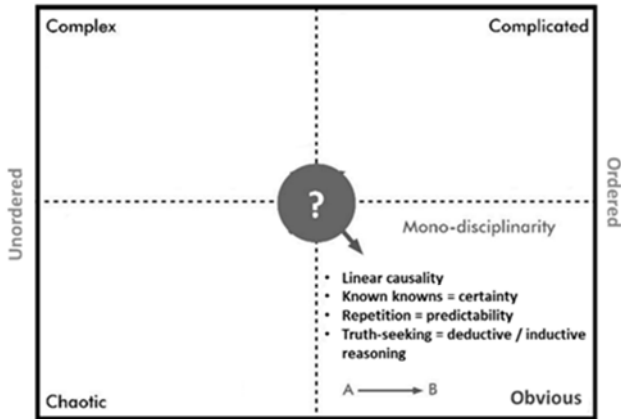 Complex
Complicated
Unordered
Ordered
?
Mono-disciplinarity
• Linear causality
• Known knowns = certainty
• Repetition = predictability
• Truth-seeking = deductive / inductive
reasoning
A → B
Chaotic
Obvious